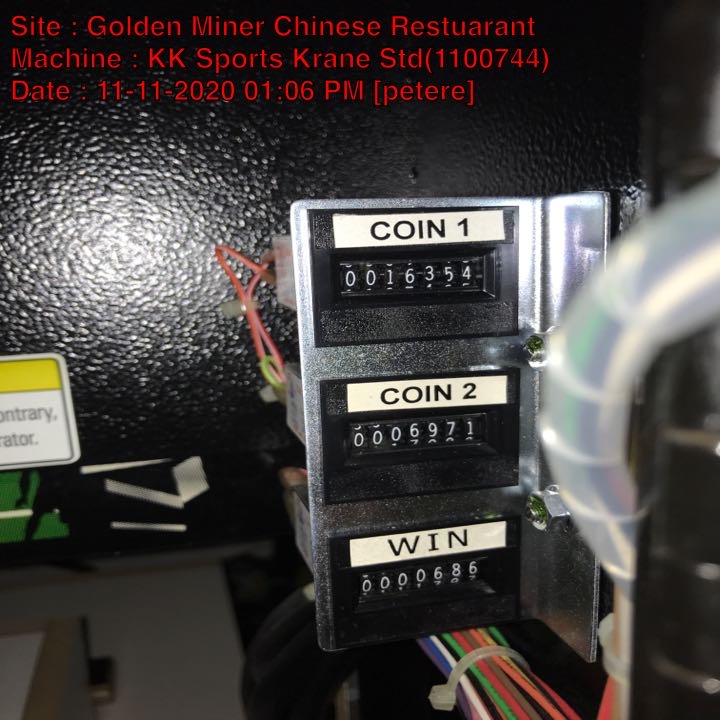 Site : Golden Miner Chinese Restuarant
Machine : KK Sports Krane Std(1100744)
Date : 11-11-2020 01:06 PM [petere]
COIN 1
0016354
COIN 2
0006971
WIN
0000686
ontrary,
rator.